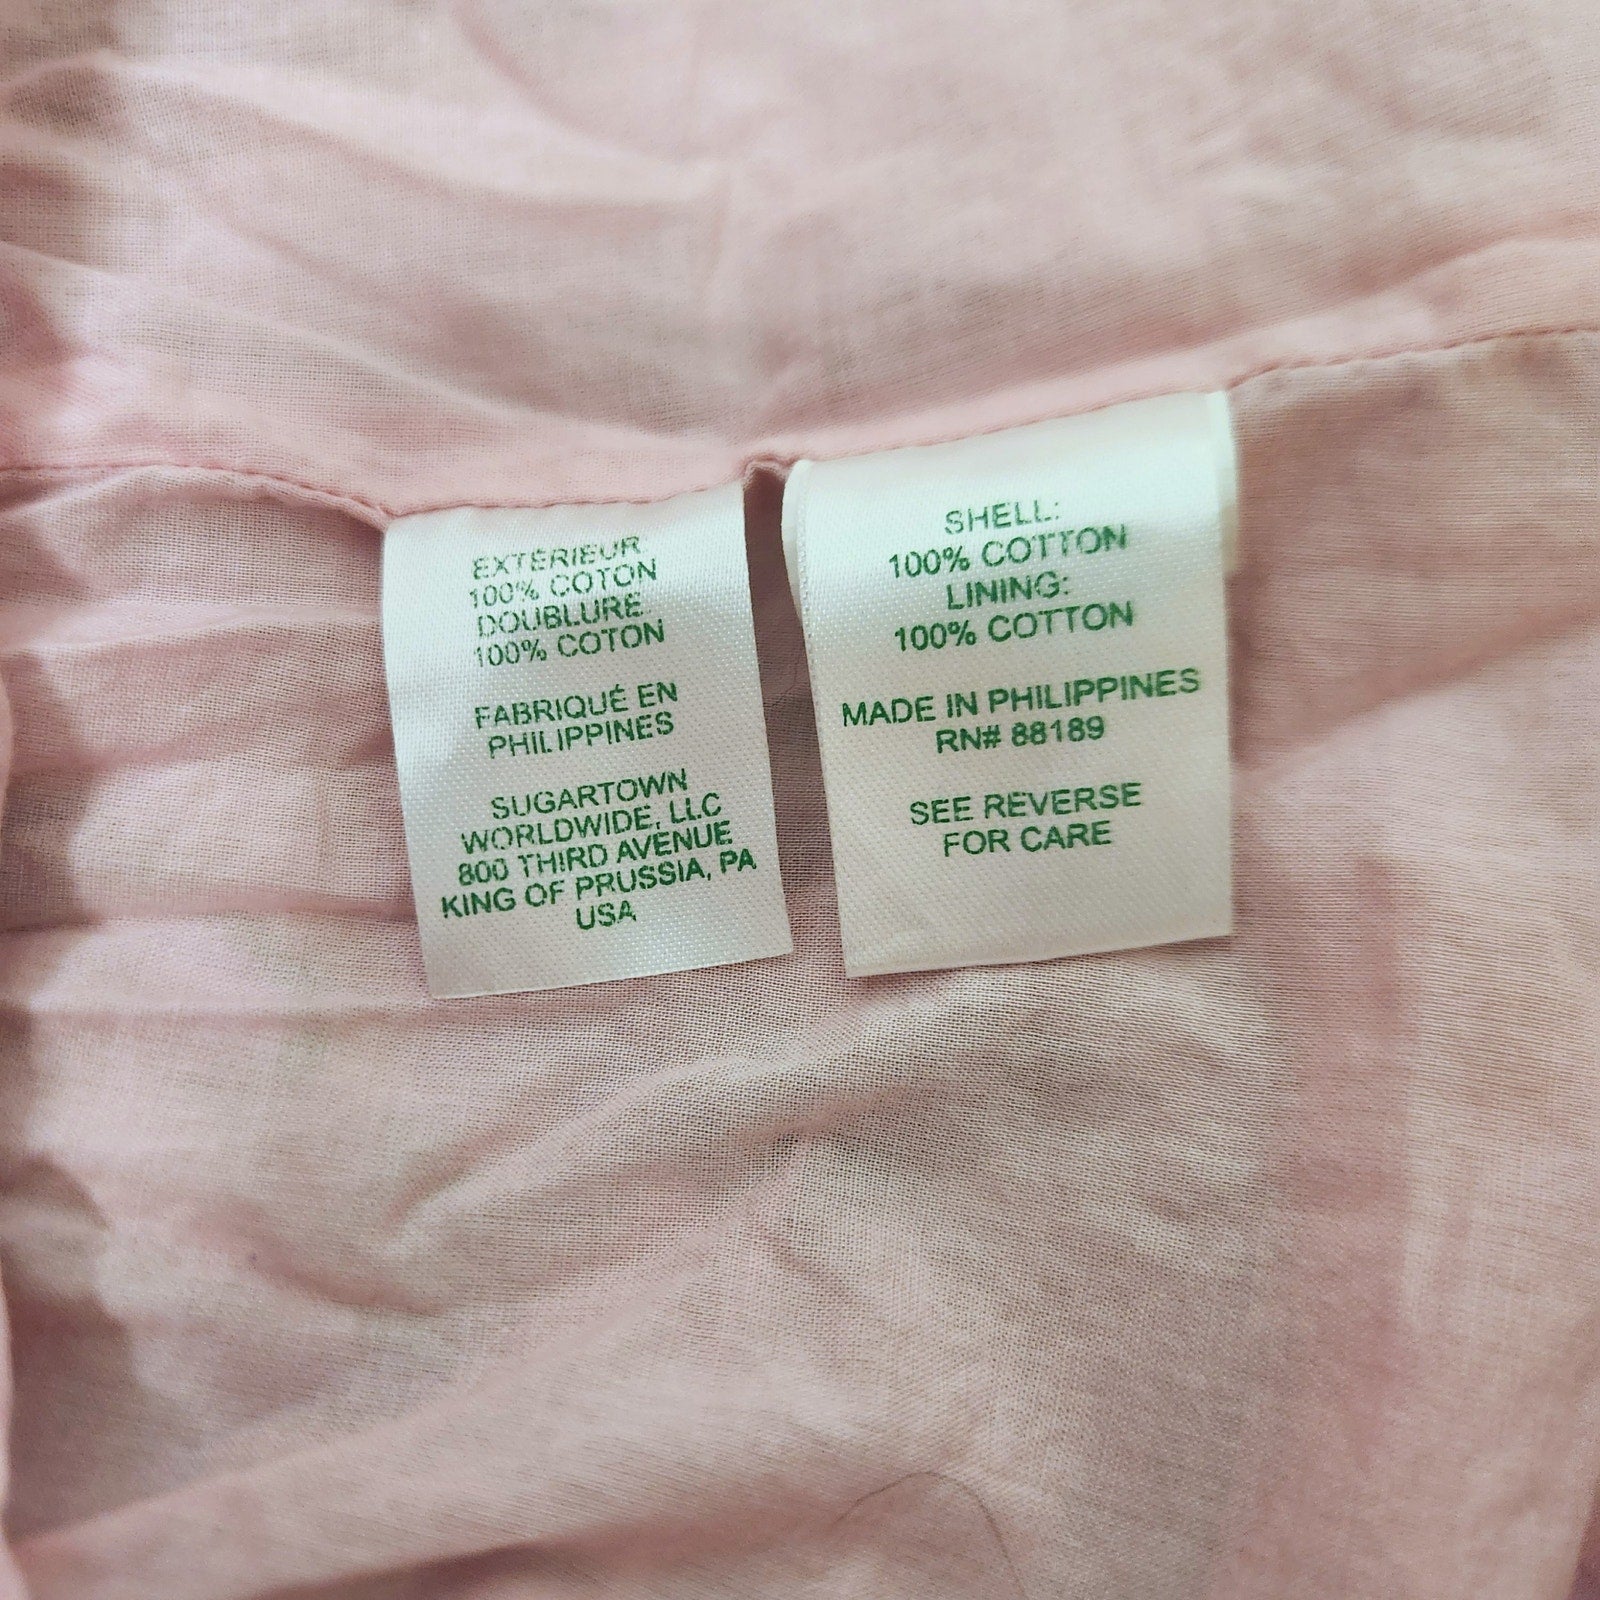 EXTÉRIEUR:
100% COTON
DOUBLURE:
100% COTON
FABRIQUÉ EN
PHILIPPINES
SUGARTOWN
WORLDWIDE, LLC
800 THIRD AVENUE
KING OF PRUSSIA, PA
USA
SHELL:
100% COTTON
LINING:
100% COTTON
MADE IN PHILIPPINES
RN# 88189
SEE REVERSE
FOR CARE